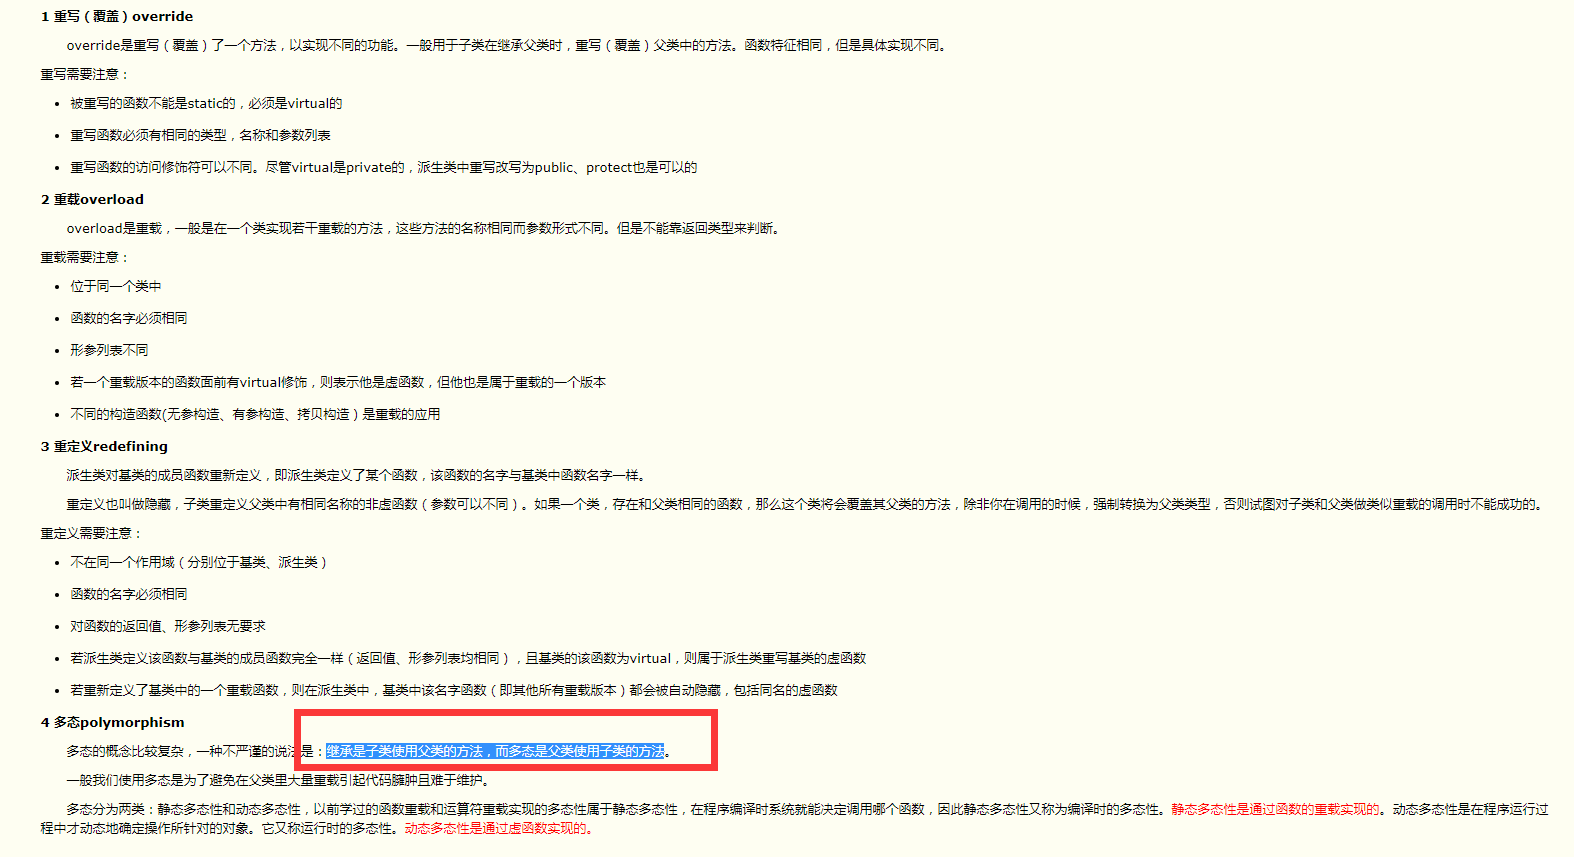 1 重写（覆盖）override
override是重写（覆盖）了一个方法，以实现不同的功能。一般用于子类在继承父类时，重写（覆盖）父类中的方法。函数特征相同，但是具体实现不同。
重写需要注意：
• 被重写的函数不能是static的，必须是virtual的
• 重写函数必须有相同的类型，名称和参数列表
• 重写函数的访问修饰符可以不同。尽管virtual是private的，派生类中重写改写为public、protect也是可以的
2 重载overload
overload是重载，一般是在一个类实现若干重载的方法，这些方法的名称相同而参数形式不同。但是不能靠返回类型来判断。
重载需要注意：
• 位于同一个类中
• 函数的名字必须相同
• 形参列表不同
• 若一个重载版本的函数面前有virtual修饰，则表示他是虚函数，但他也是属于重载的一个版本
• 不同的构造函数(无参构造、有参构造、拷贝构造）是重载的应用
3 重定义redefining
派生类对基类的成员函数重新定义，即派生类定义了某个函数，该函数的名字与基类中函数名字一样。
重定义也叫做隐藏，子类重定义父类中有相同名称的非虚函数（参数可以不同）。如果一个类，存在和父类相同的函数，那么这个类将会覆盖其父类的方法，除非你在调用的时候，强制转换为父类类型，否则试图对子类和父类做类似重载的调用时不能成功的。
重定义需要注意：
• 不在同一个作用域（分别位于基类、派生类）
• 函数的名字必须相同
• 对函数的返回值、形参列表无要求
• 若派生类定义该函数与基类的成员函数完全一样（返回值、形参列表均相同），且基类的该函数为virtual，则属于派生类重写基类的虚函数
• 若重新定义了基类中的一个重载函数，则在派生类中，基类中该名字函数（即其他所有重载版本）都会被自动隐藏，包括同名的虚函数
4 多态polymorphism
多态的概念比较复杂，一种不严谨的说法是：继承是子类使用父类的方法，而多态是父类使用子类的方法。
一般我们使用多态是为了避免在父类里大量重载引起代码臃肿且难于维护。
多态分为两类：静态多态性和动态多态性，以前学过的函数重载和运算符重载实现的多态性属于静态多态性，在程序编译时系统就能决定调用哪个函数，因此静态多态性又称为编译时的多态性。静态多态性是通过函数的重载实现的。动态多态性是在程序运行过
程中才动态地确定操作所针对的对象。它又称运行时的多态性。动态多态性是通过虚函数实现的。